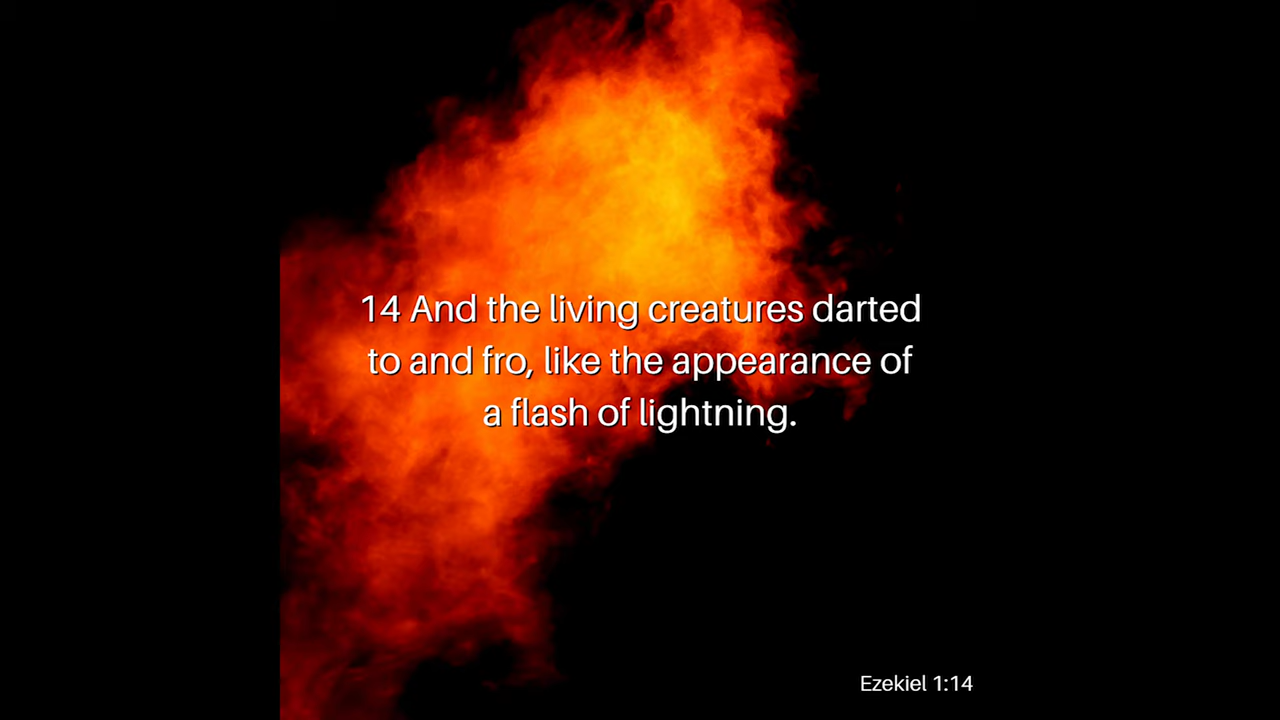 14 And the living creatures darted
to and fro, like the appearance of
a flash of lightning.
Ezekiel 1:14